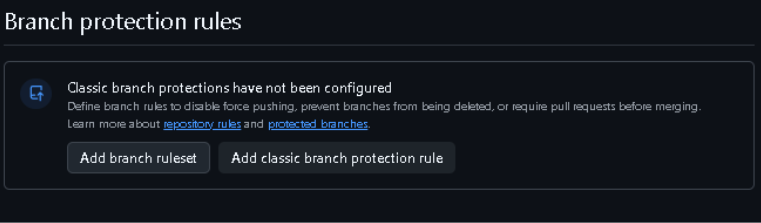 Branch protection rules
Classic branch protections have not been configured
Define branch rules to disable force pushing, prevent branches from being deleted, or require pull requests before merging.
Learn more about repository rules and protected branches.
Add branch ruleset
Add classic branch protection rule